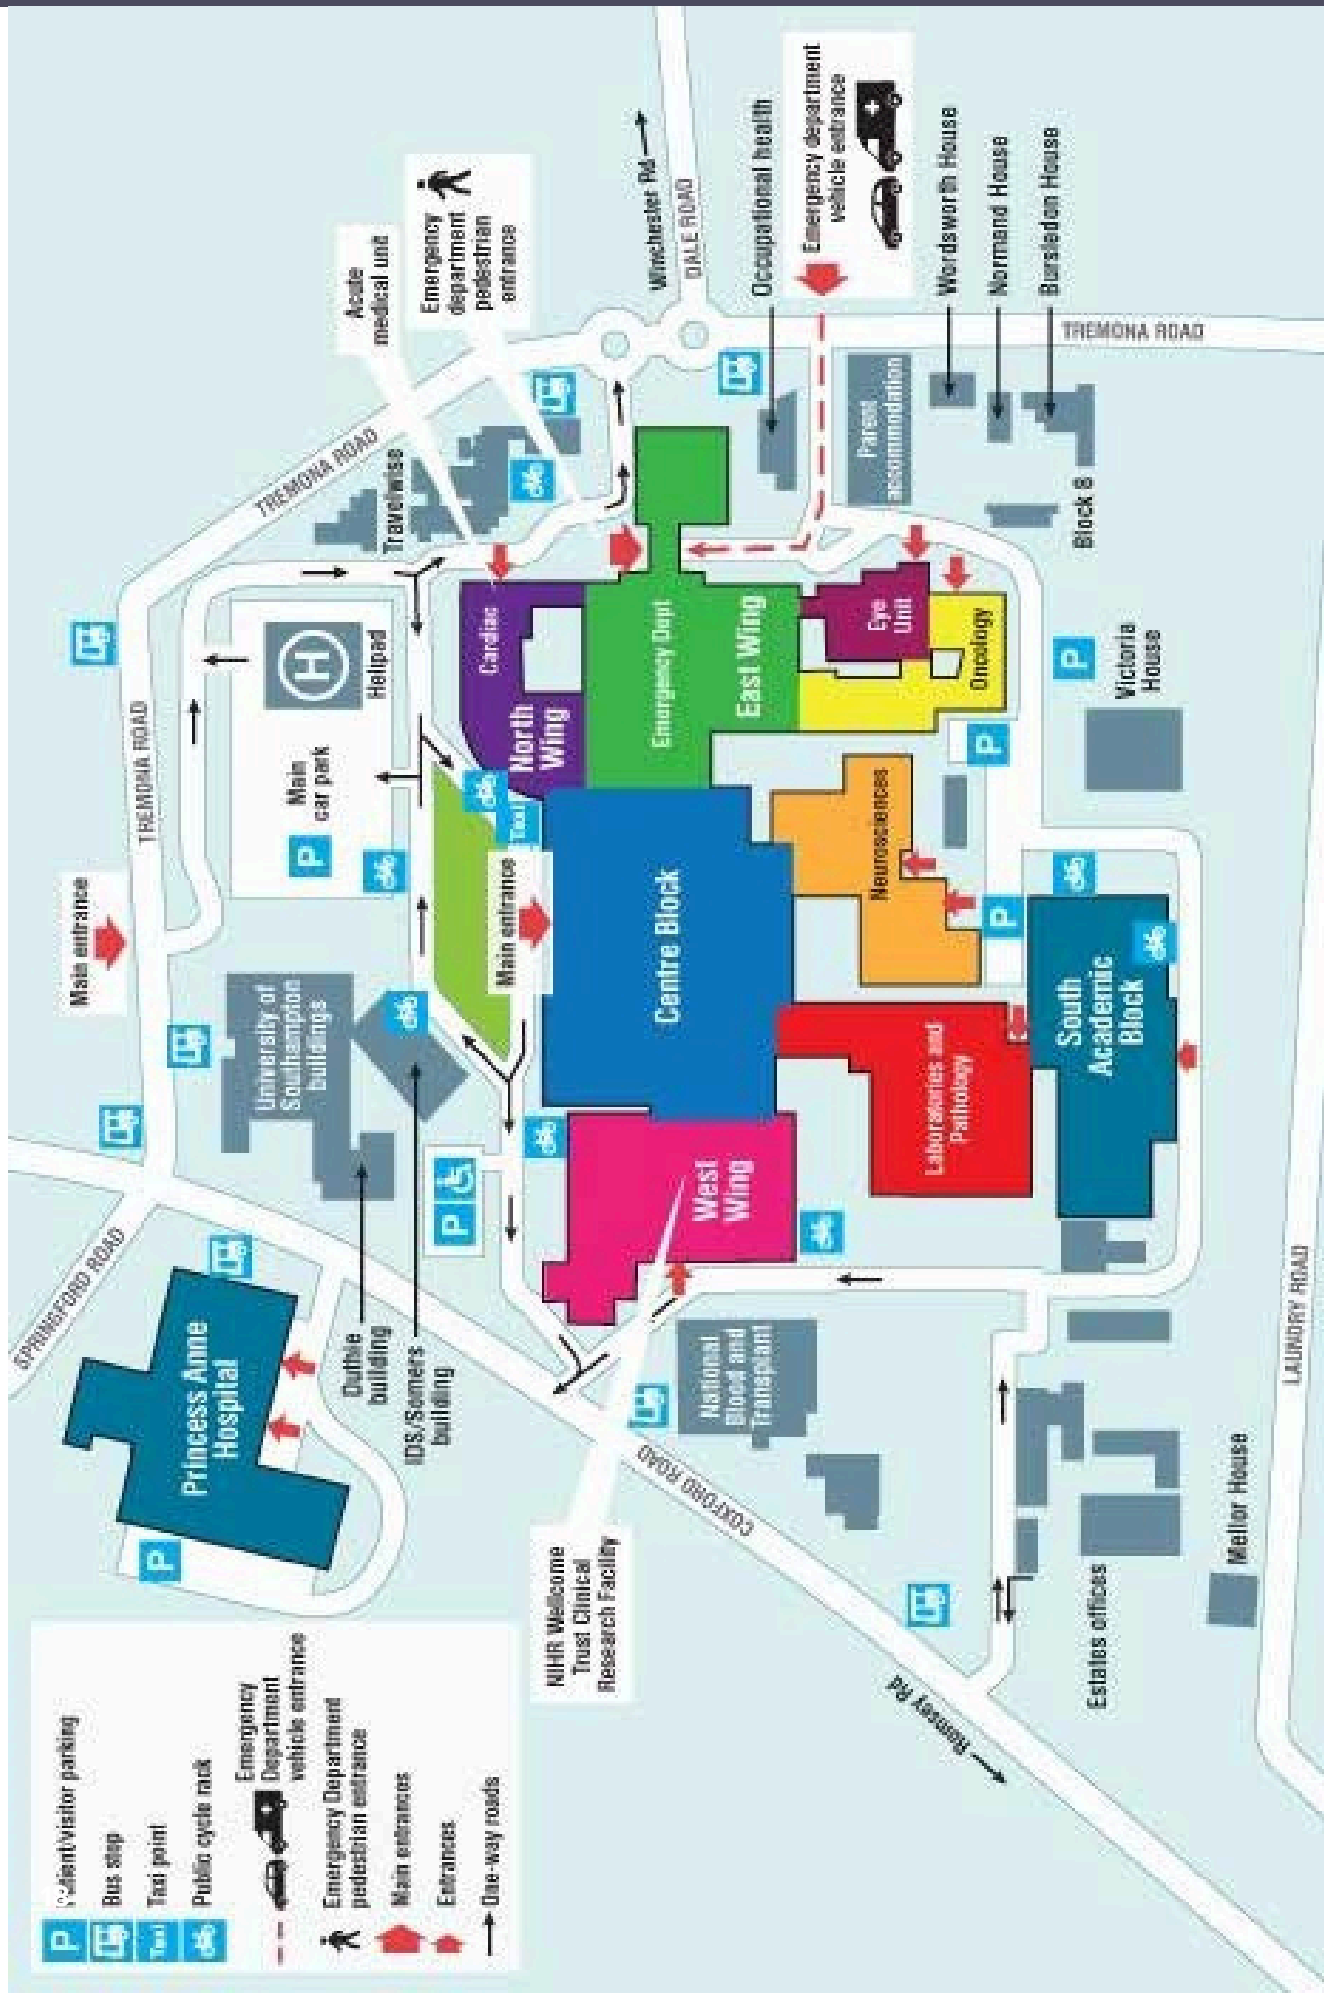 P Patient/visitor parking
Bus stop
Taxi Taxi point
Public cycle rack
Emergency
Department
vehicle entrance
Emergency Department
pedestrian entrance
Main entrances
Entrances
One-way roads
SPRINGFORD ROAD
Princess Anne
Hospital
P
Duthie
building
IDS/Somers
building
P
University of
Southampton
buildings
Main entrance
TREMONA ROAD
Main
car park
P
H
Helipad
TREMONA ROAD
Travelwise
Acute
medical unit
Emergency
department
pedestrian
entrance
Winchester Rd
DALE ROAD
Occupational health
Emergency department
vehicle entrance
Wordsworth House
Normand House
Bursledon House
TREMONA ROAD
Parent
accommodation
Block 8
Cardiac
North
Wing
Taxi
Main entrance
Emergency Dept
East Wing
Eye
Unit
Oncology
P
P
Victoria
House
Centre Block
Neurosciences
P
West
Wing
Laboratories and
Pathology
South
Academic
Block
NIHR Wellcome
Trust Clinical
Research Facility
National
Blood and
Transplant
COXFORD ROAD
Romsey Rd
Estates offices
Mellor House
LAUNDRY ROAD